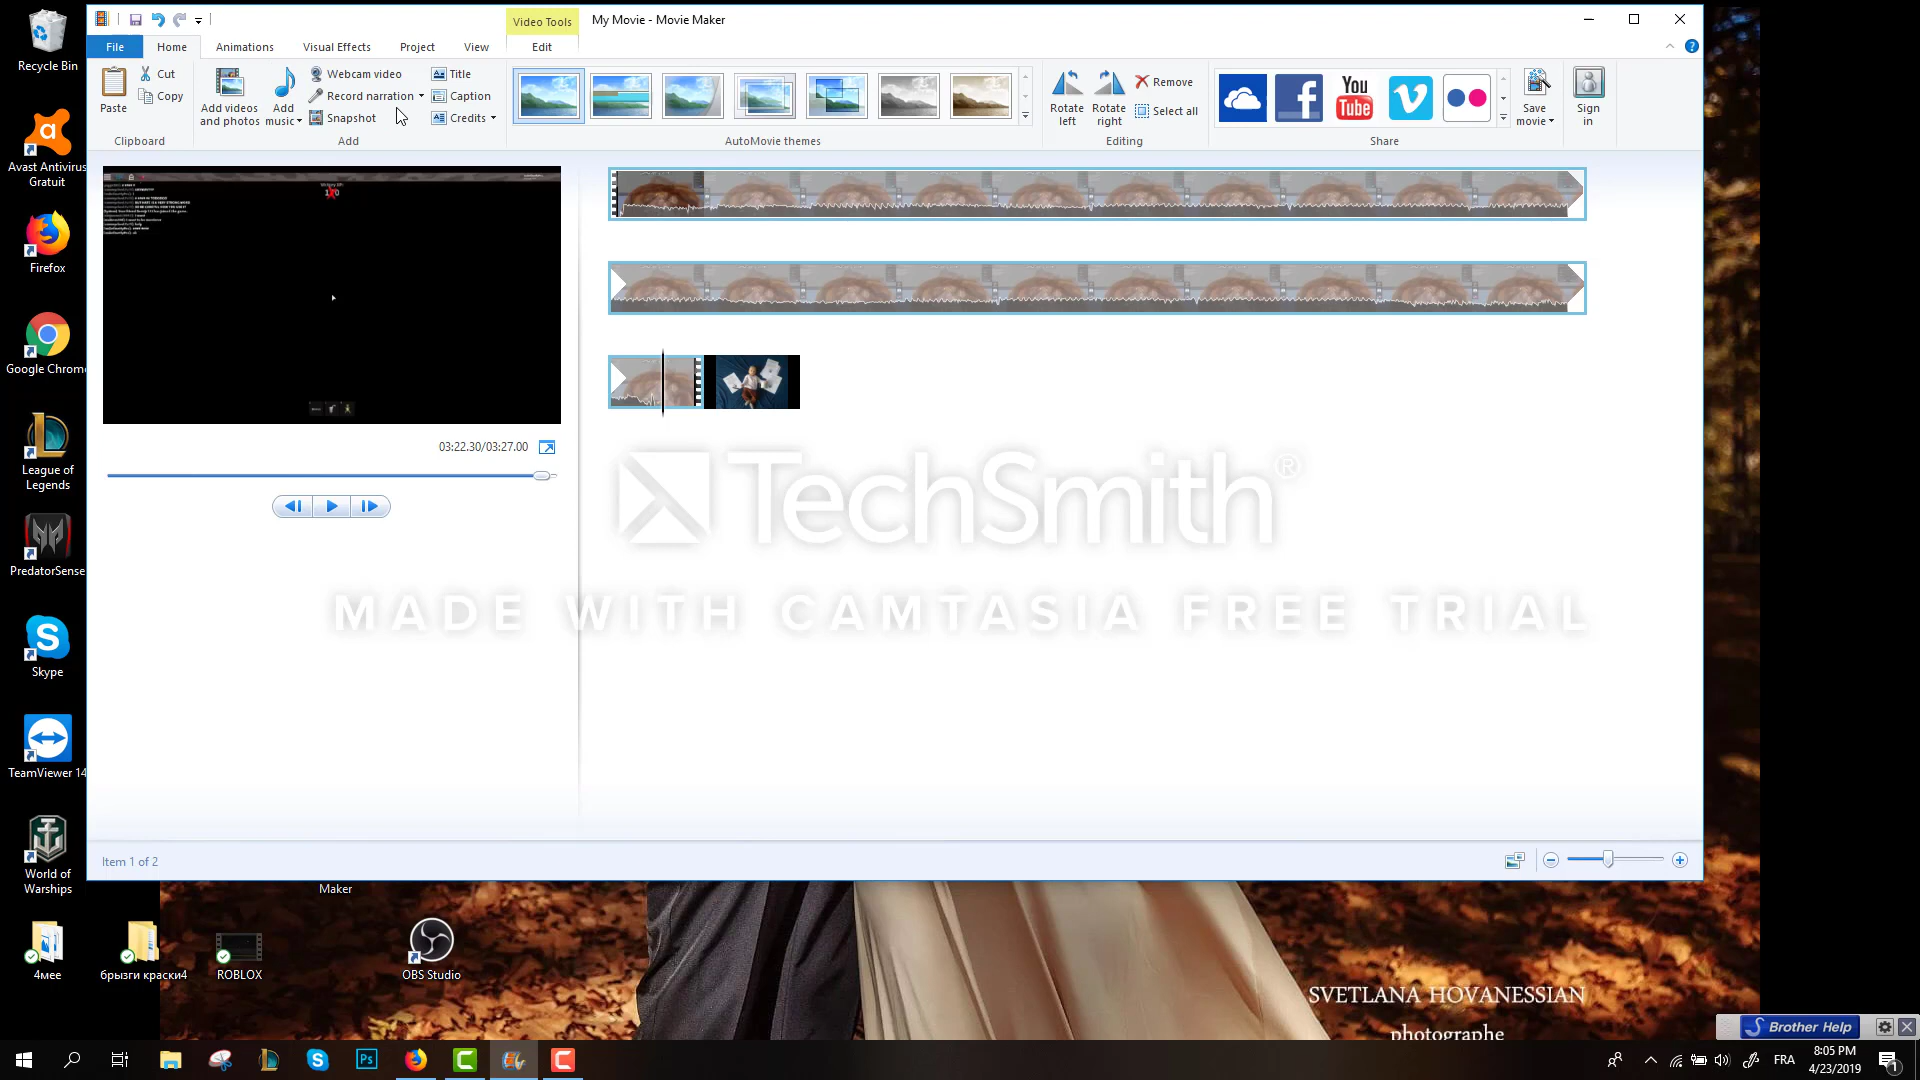 Video Tools
My Movie - Movie Maker
File
Home
Animations
Visual Effects
Project
View
Edit
Paste
Cut
Copy
Clipboard
Add videos
and photos
Add
music
Webcam video
Record narration
Snapshot
Title
Caption
Credits
Add
AutoMovie themes
Rotate
left
Rotate
right
Remove
Select all
Editing
You
Tube
Share
Save
movie
Sign
in
03:22.30/03:27.00
TechSmith®
MADE WITH CAMTASIA FREE TRIAL
Item 1 of 2
Recycle Bin
Avast Antivirus
Gratuit
Firefox
Google Chrome
League of
Legends
PredatorSense
Skype
TeamViewer 14
World of
Warships
Maker
4мее
брызги краски4
ROBLOX
OBS Studio
SVETLANA HOVANESSIAN
photographe
Brother Help
FRA
8:05 PM
4/23/2019